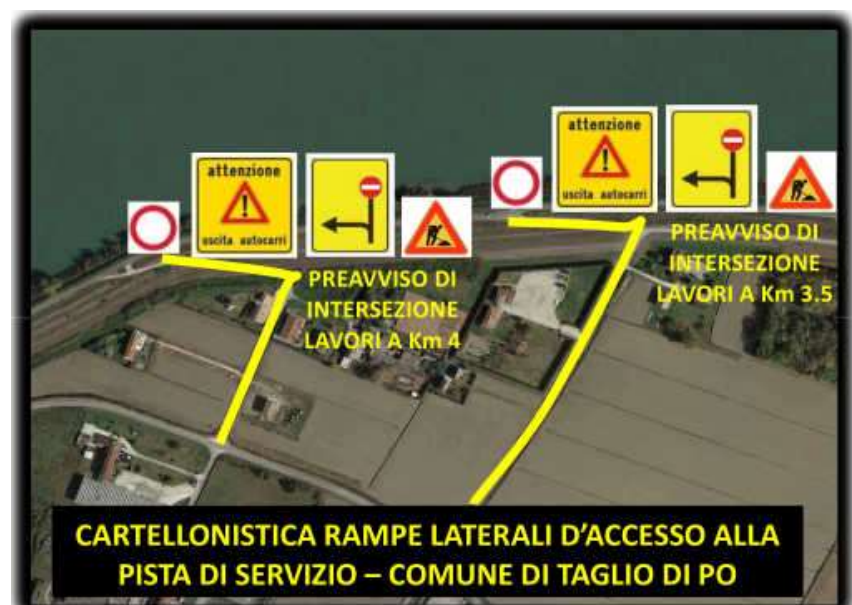 attenzione
uscita autocarri
attenzione
uscita autocarri
PREAVVISO DI
INTERSEZIONE
LAVORI A Km 4
PREAVVISO DI
INTERSEZIONE
LAVORI A Km 3.5
CARTELLONISTICA RAMPE LATERALI D'ACCESSO ALLA
PISTA DI SERVIZIO – COMUNE DI TAGLIO DI PO